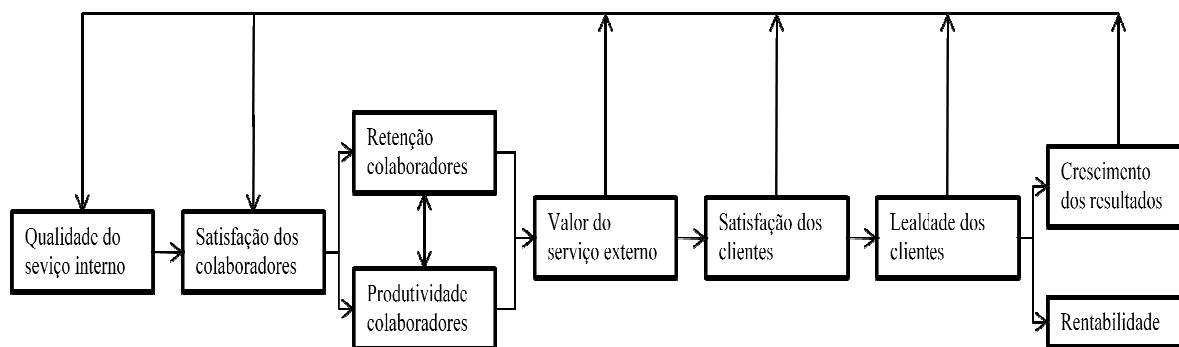 Qualidade do
seviço interno
Satisfação dos
colaboradores
Retenção
colaboradores
Produtividade
colaboradores
Valor do
serviço externo
Satisfação dos
clientes
Lealdade dos
clientes
Crescimento
dos resultados
Rentabilidade